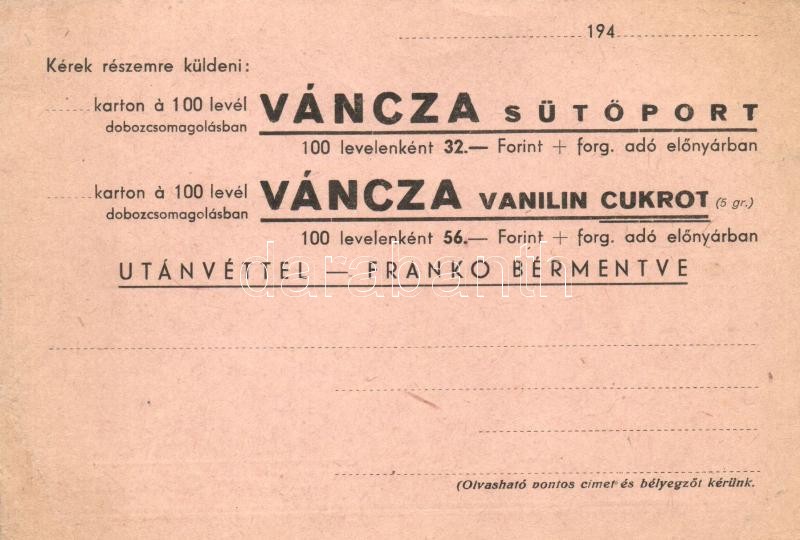 194
Kérek részemre küldeni:
karton à 100 levél VÁNCZA SÜTŐPORT
dobozcsomagolásban
100 levelenként 32.— Forint + forg. adó előnyárban
karton à 100 levél VÁNCZA VANILIN CUKROT (5 gr.)
dobozcsomagolásban
100 levelenként 56.— Forint + forg. adó előnyárban
UTÁNVÉTTEL — FRANKÓ BÉRMENTVE
darabanth
(Olvasható pontos címet és bélyegzőt kérünk.